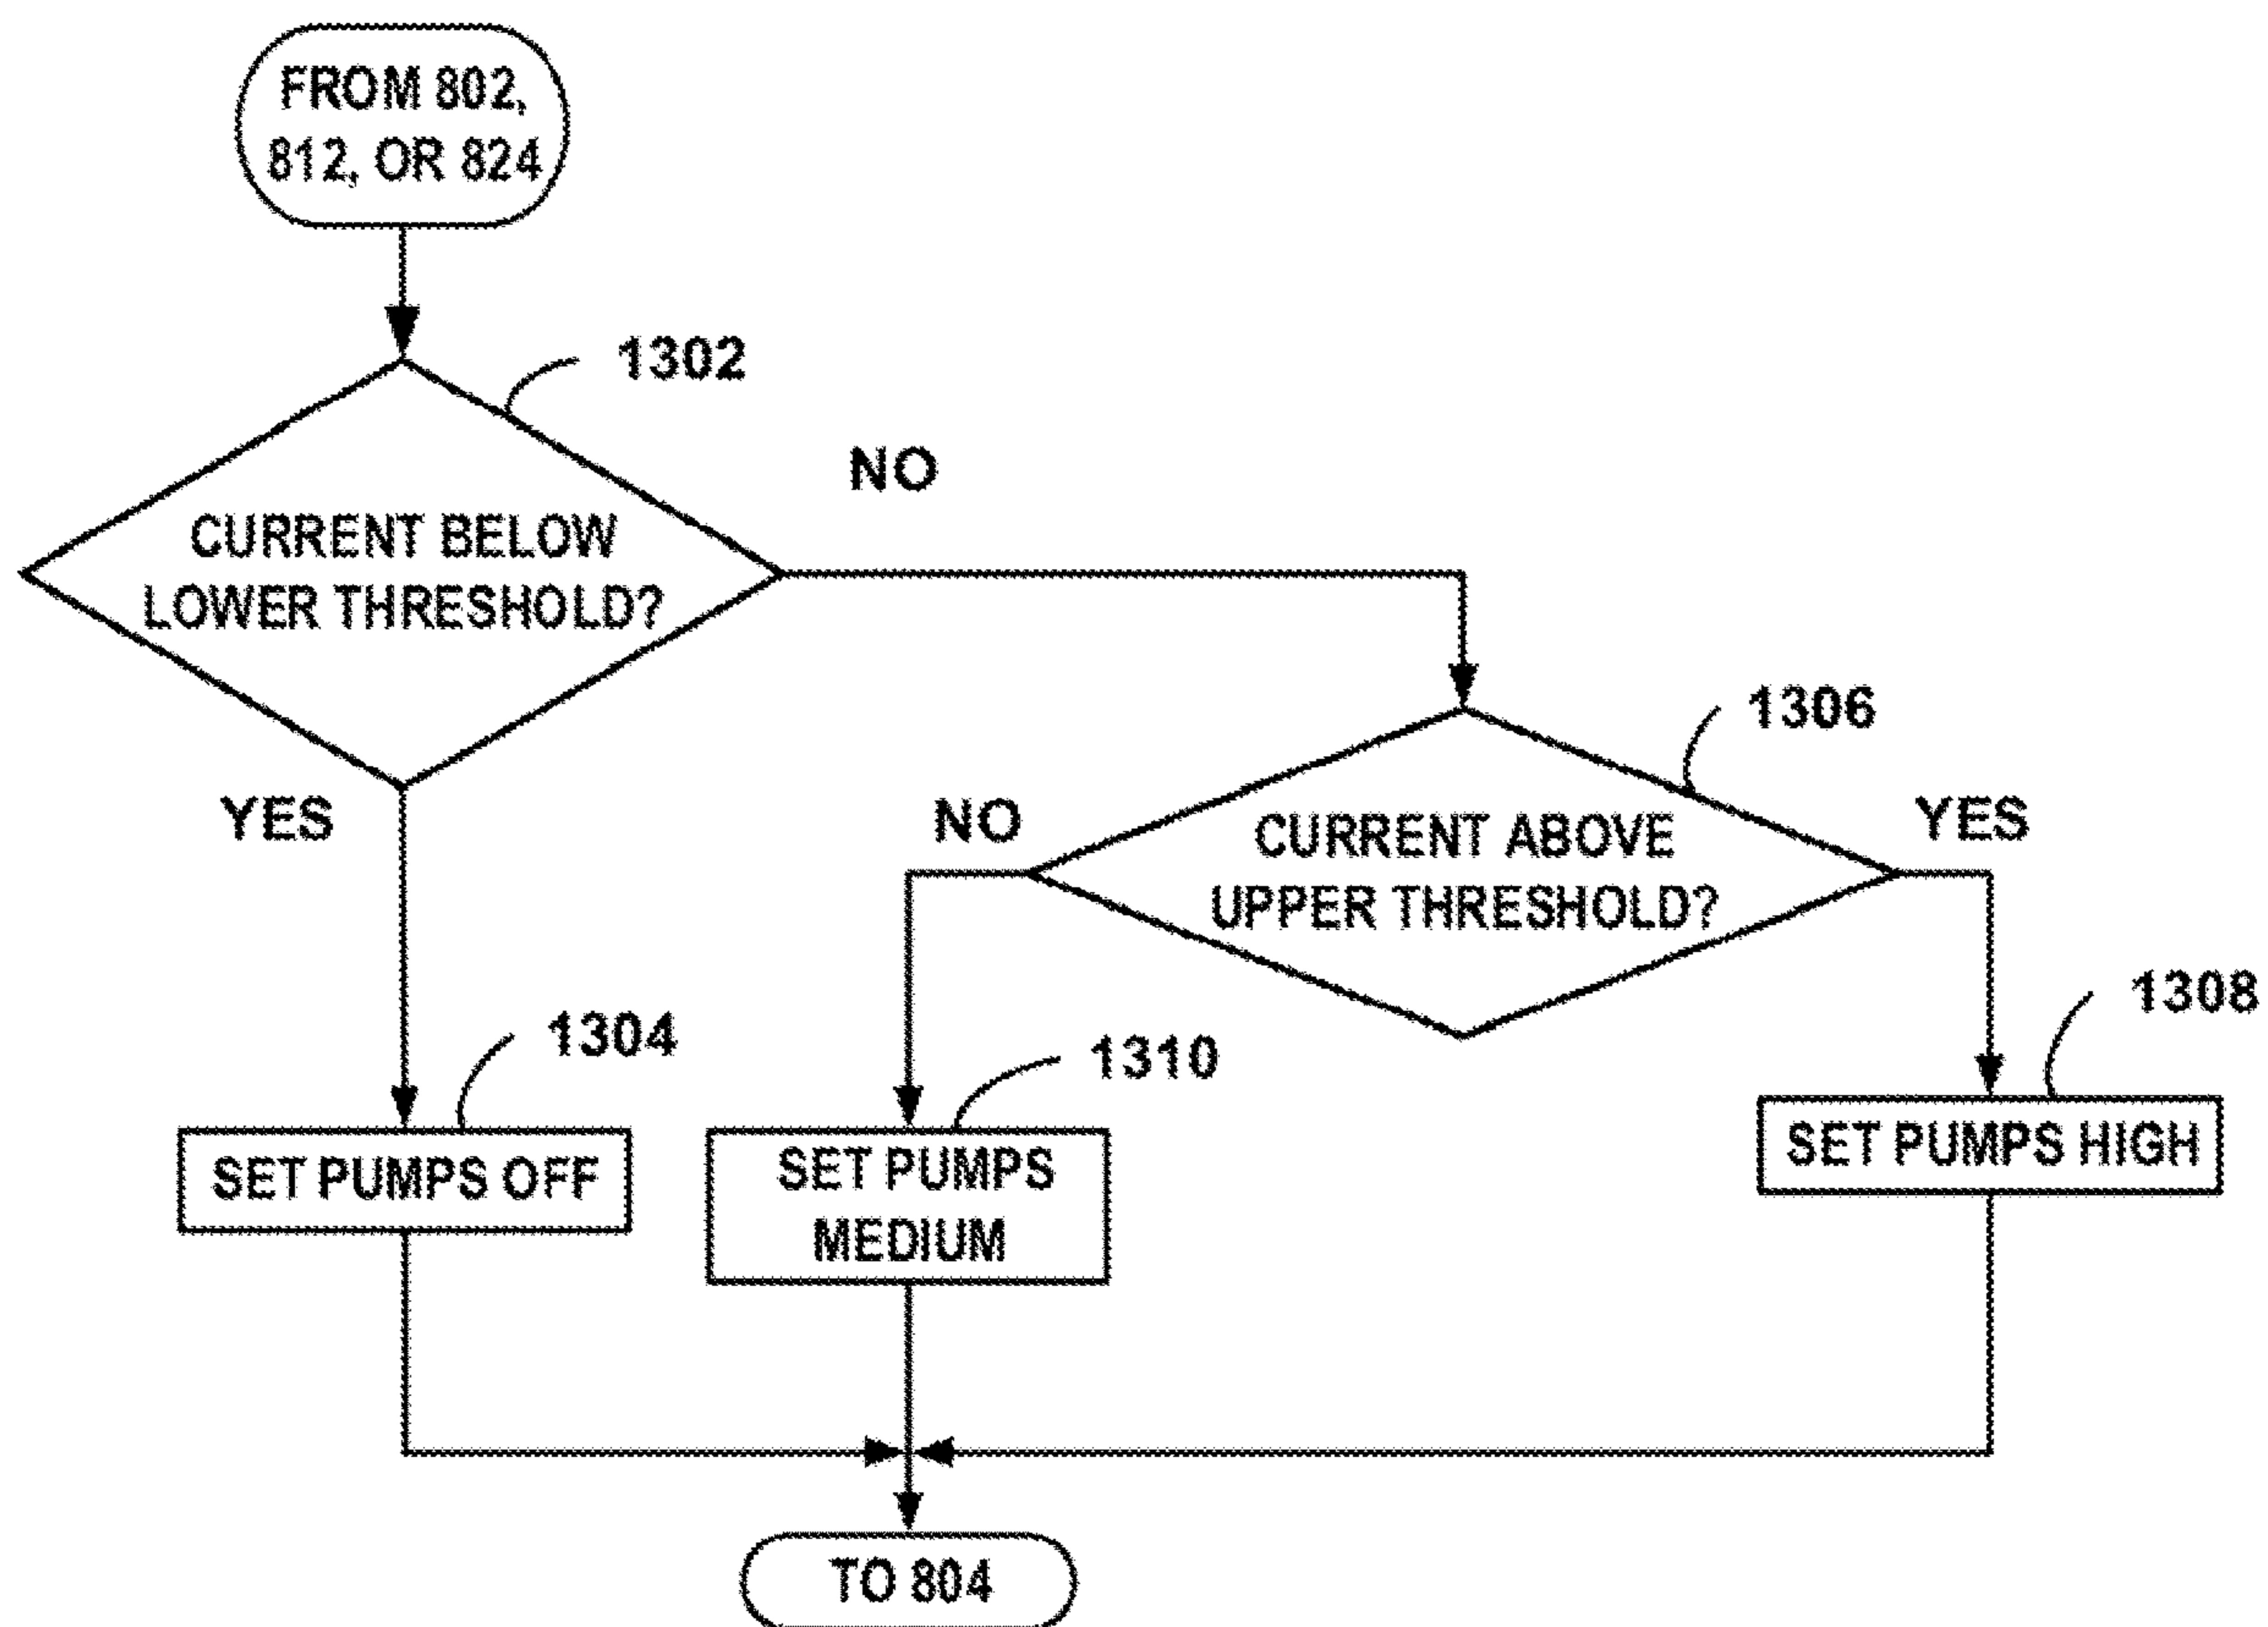 FROM 802,
812, OR 824
1302
NO
CURRENT BELOW
LOWER THRESHOLD?
1306
YES
NO
CURRENT ABOVE
UPPER THRESHOLD?
YES
1308
1304
1310
SET PUMPS OFF
SET PUMPS
MEDIUM
SET PUMPS HIGH
TO 804